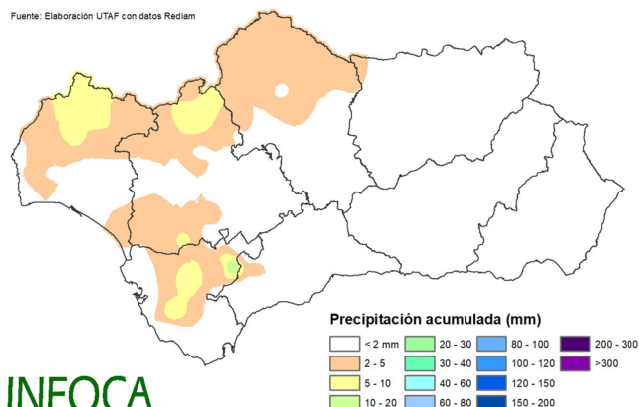 Fuente: Elaboración UTAF con datos Rediam
Precipitación acumulada (mm)
< 2 mm 20 - 30 80 - 100 200 - 300
2 - 5 30 - 40 100 - 120 >300
5 - 10 40 - 60 120 - 150
10 - 20 60 - 80 150 - 200
INFOCA